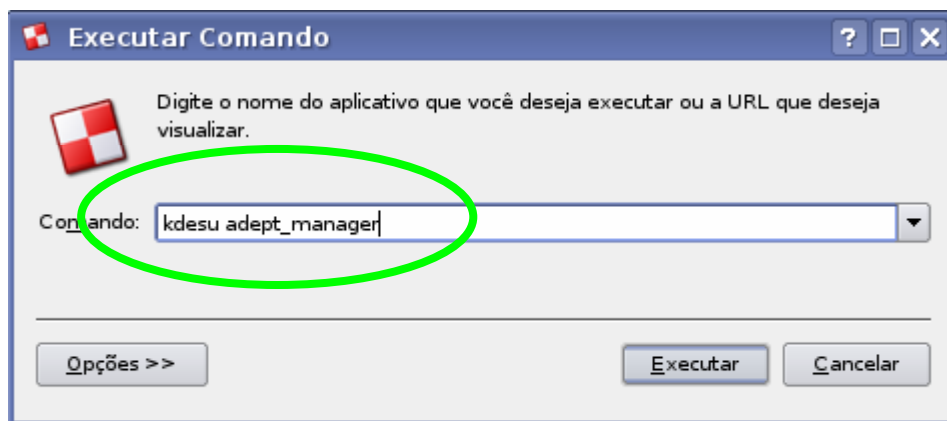 Executar Comando
Digite o nome do aplicativo que você deseja executar ou a URL que deseja
visualizar.
Comando: kdesu adept_manager
Opções >> Executar Cancelar